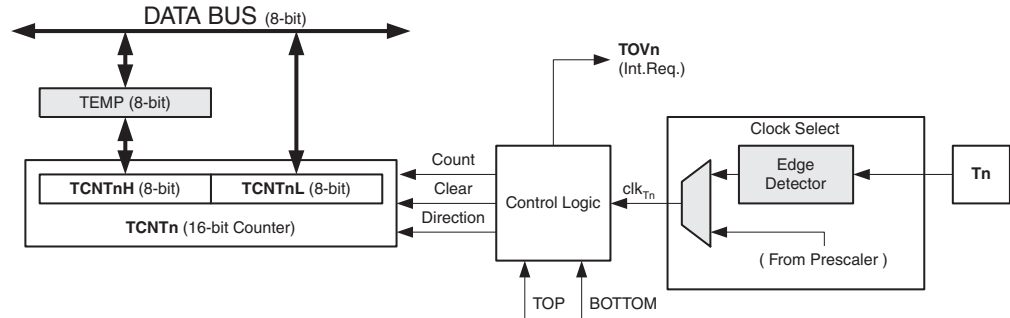 DATA BUS (8-bit)
TOVn
(Int.Req.)
TEMP (8-bit)
Clock Select
Count
Edge
Detector
Tn
TCNTnH (8-bit)
TCNTnL (8-bit)
Clear
Control Logic
clkTn
TCNTn (16-bit Counter)
Direction
( From Prescaler )
TOP
BOTTOM